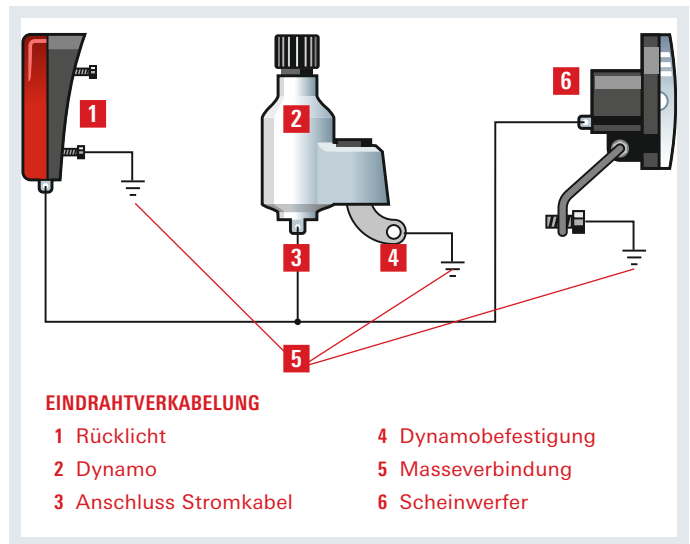 1
2
6
3
4
5
EINDRAHTVERKABELUNG
1 Rücklicht
2 Dynamo
3 Anschluss Stromkabel
4 Dynamobefestigung
5 Masseverbindung
6 Scheinwerfer